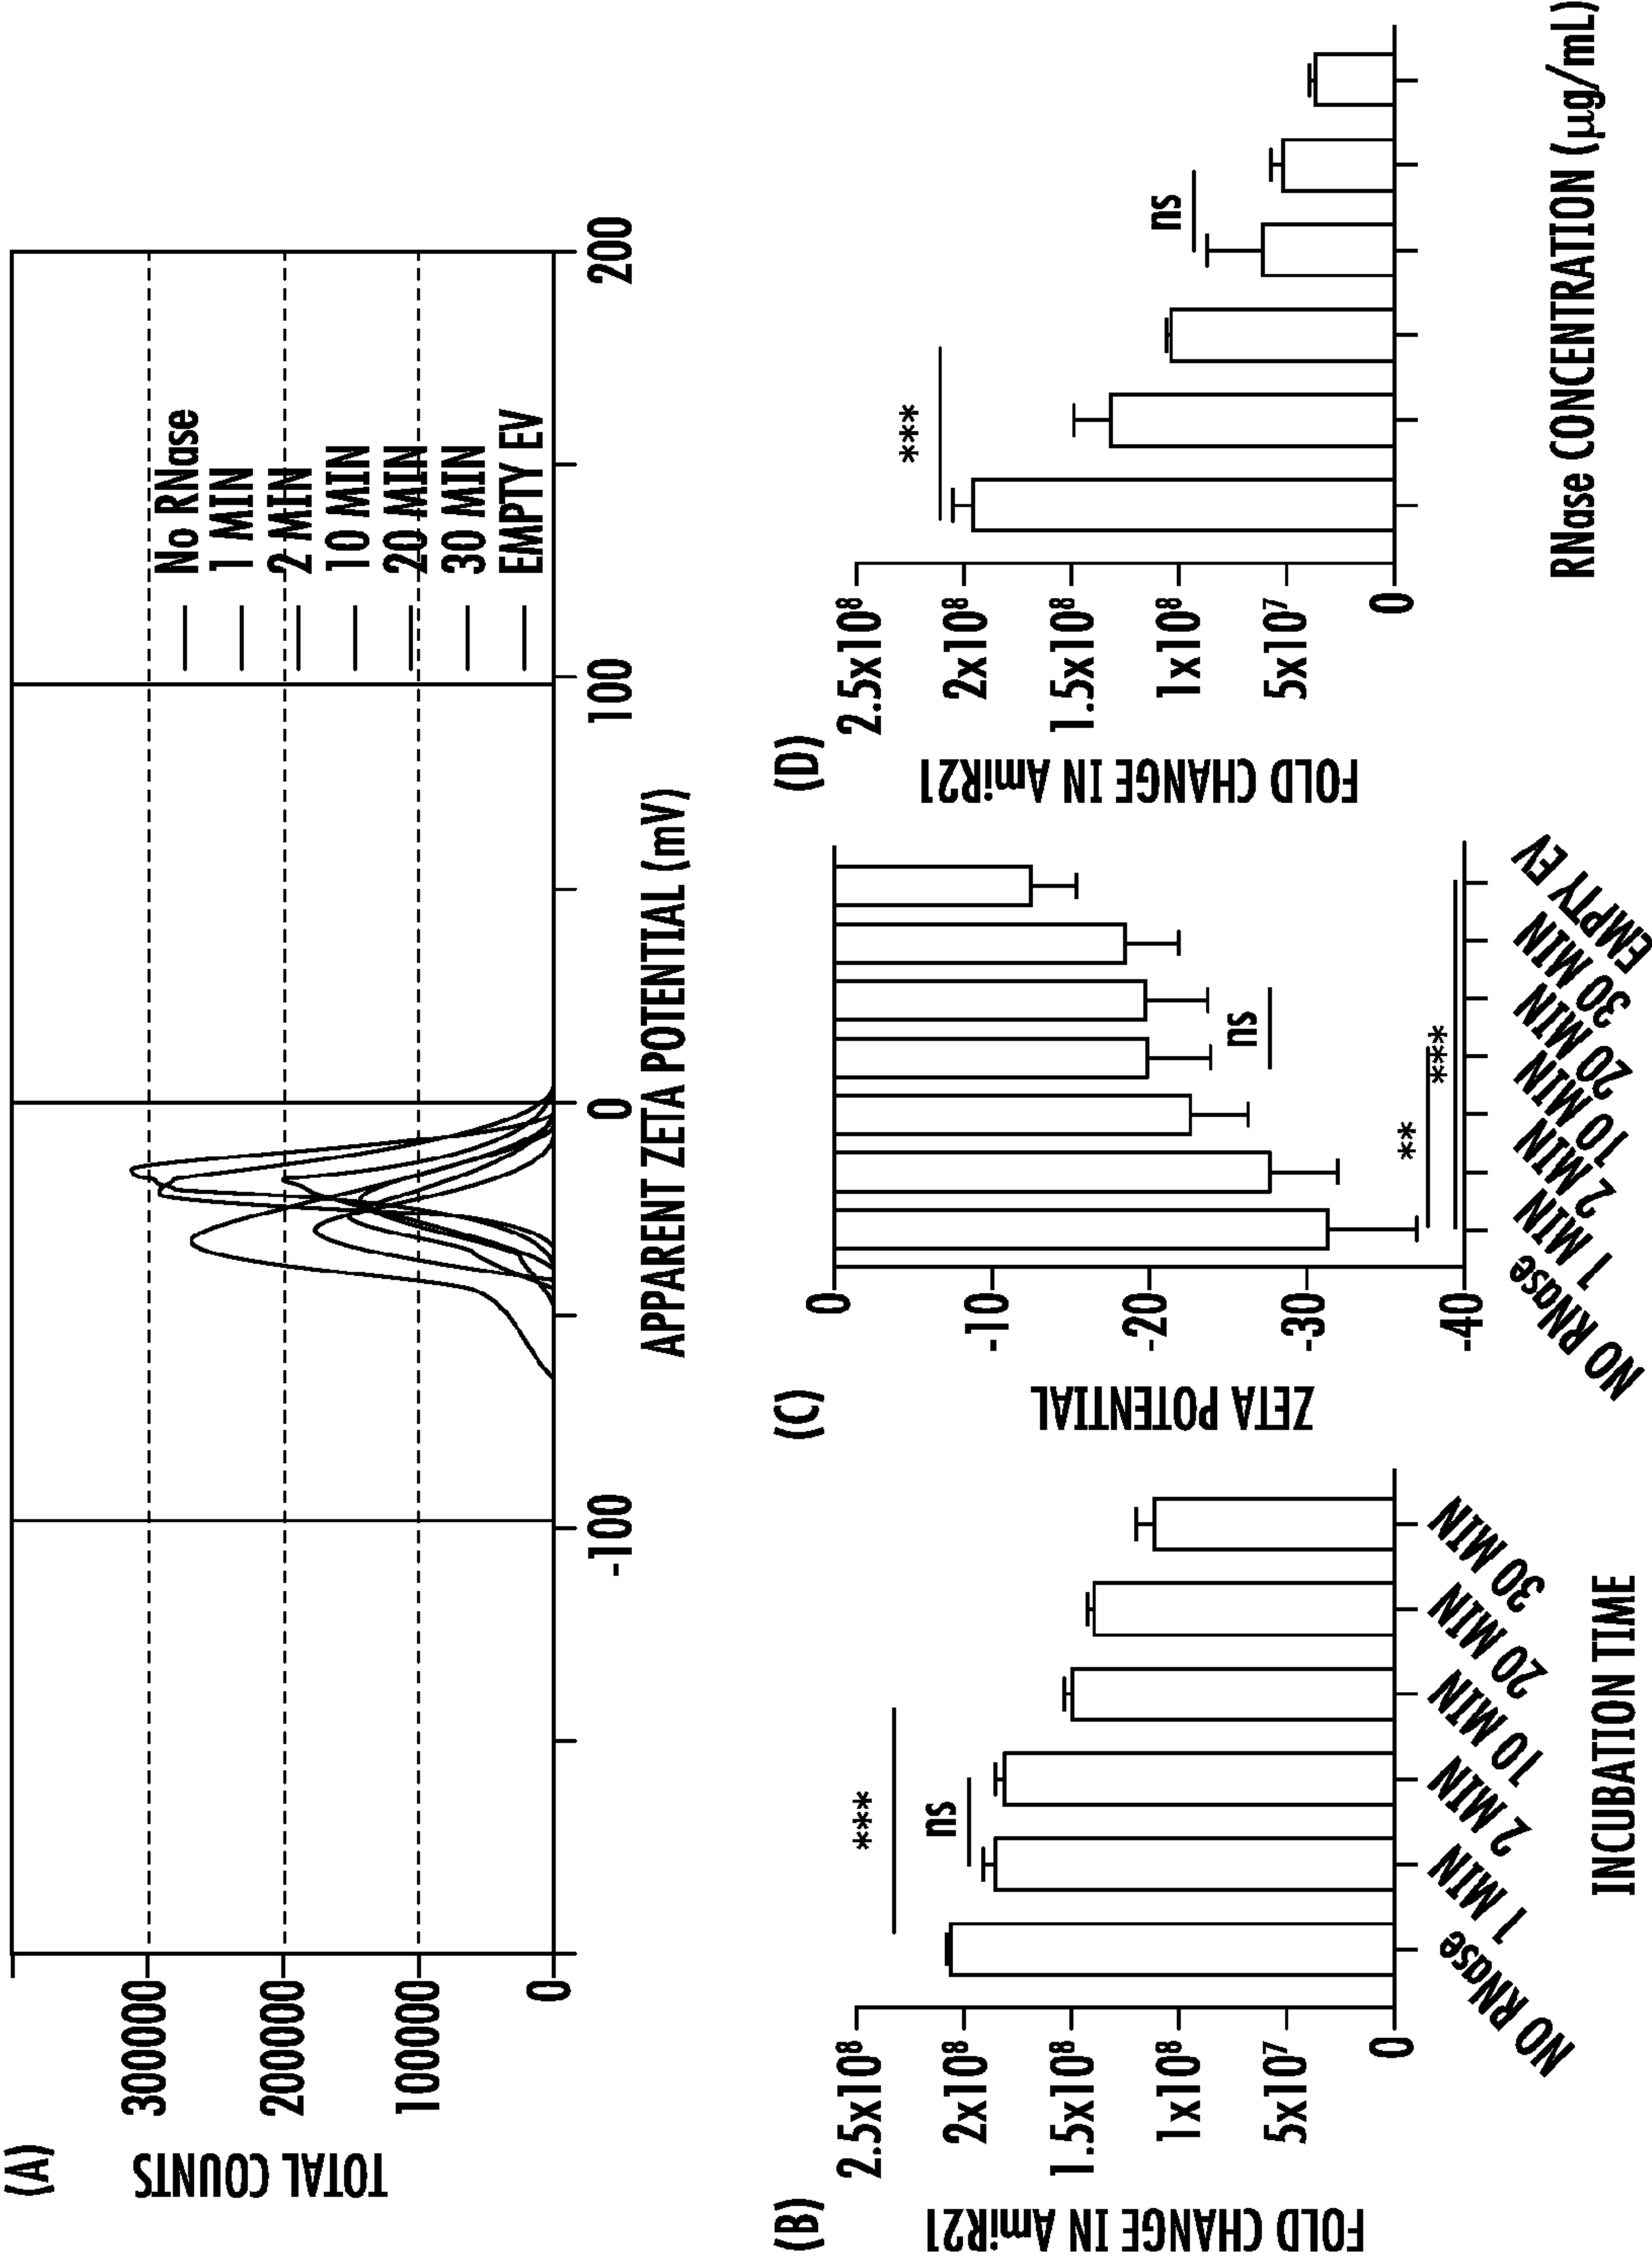 (A)
TOTAL COUNTS
300000
200000
100000
0
-100
0
100
200
APPARENT ZETA POTENTIAL (mV)
No RNase
1 MIN
2 MIN
10 MIN
20 MIN
30 MIN
EMPTY EV
(B)
FOLD CHANGE IN AmiR21
2.5x10⁸
2x10⁸
1.5x10⁸
1x10⁸
5x10⁷
0
***
ns
NO RNase
1 MIN
2 MIN
10 MIN
20 MIN
30 MIN
INCUBATION TIME
(C)
ZETA POTENTIAL
0
-10
-20
-30
-40
ns
**
***
NO RNase
1 MIN
2 MIN
10 MIN
20 MIN
30 MIN
EMPTY EV
(D)
FOLD CHANGE IN AmiR21
2.5x10⁸
2x10⁸
1.5x10⁸
1x10⁸
5x10⁷
0
***
ns
RNase CONCENTRATION (μg/mL)